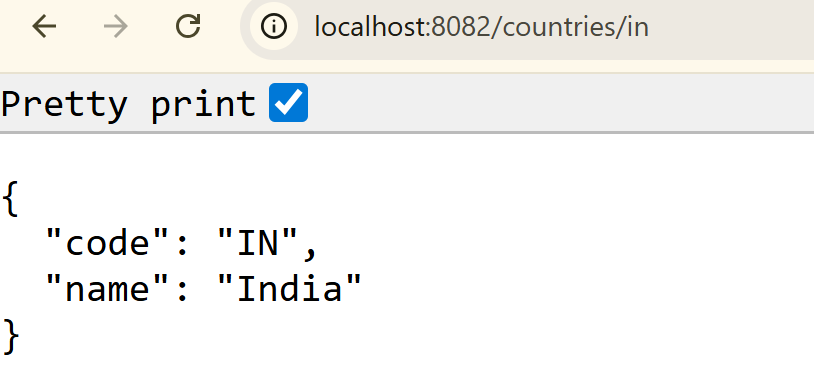 localhost:8082/countries/in
Pretty print
{
  "code": "IN",
  "name": "India"
}